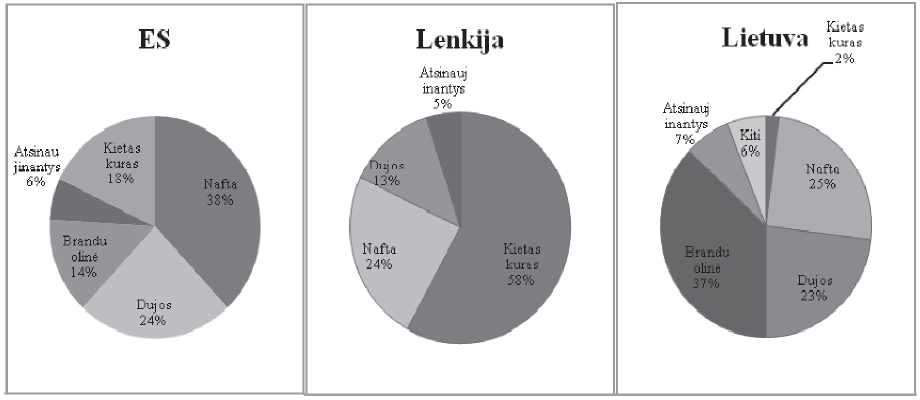 ES
Nafta
38%
Dujos
24%
Brandu
olinė
14%
Atsinau
jinantys
6%
Kietas
kuras
18%
Lenkija
Atsinauj
inantys
5%
Dujos
13%
Nafta
24%
Kietas
kuras
58%
Lietuva
Kietas
kuras
2%
Nafta
25%
Dujos
23%
Brandu
olinė
37%
Atsinauj
inantys
7%
Kiti
6%